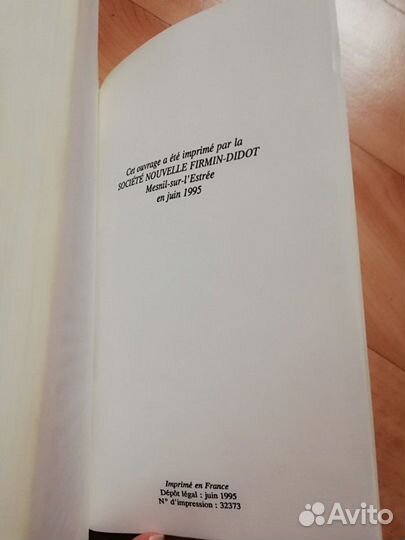 Cet ouvrage a été imprimé par la
SOCIÉTÉ NOUVELLE FIRMIN-DIDOT
Mesnil-sur-l'Estrée
en juin 1995
Imprimé en France
Dépôt légal : juin 1995
N° d'impression : 32373
Avito